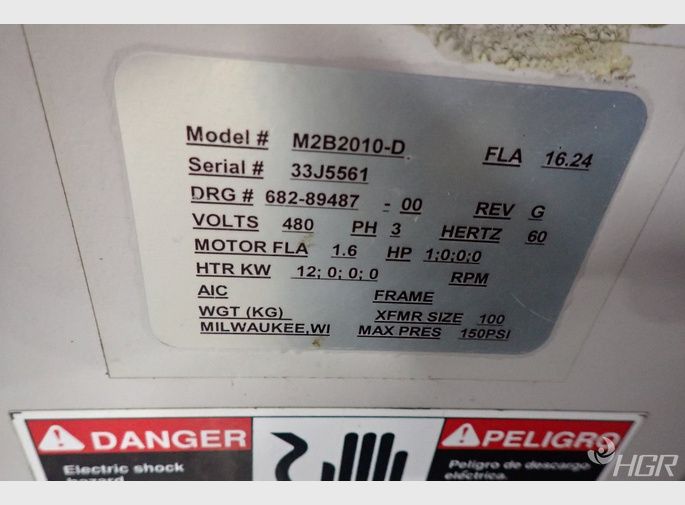 Model # M2B2010-D FLA 16.24
Serial # 33J5561
DRG # 682-89487 - 00 REV G
VOLTS 480 PH 3 HERTZ 60
MOTOR FLA 1.6 HP 1;0;0;0
HTR KW 12; 0; 0; 0 RPM
AIC FRAME
WGT (KG) XFMR SIZE 100
MILWAUKEE,WI MAX PRES 150PSI
DANGER
Electric shock
hazard
PELIGRO
Peligro de descarga
eléctrica.
HGR